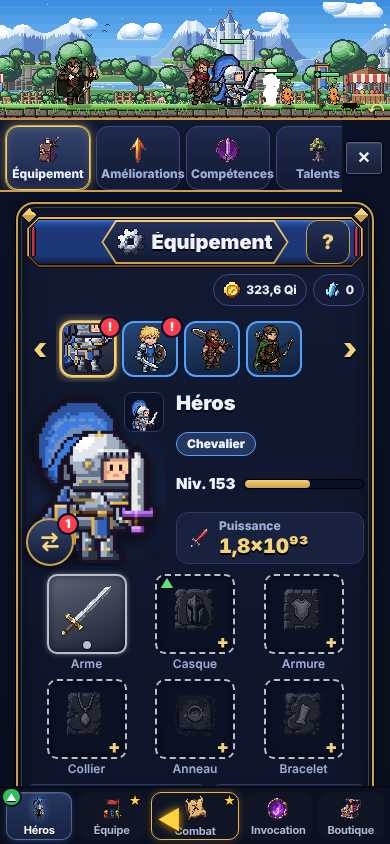 Équipement
Améliorations
Compétences
Talents
×
Équipement
?
323,6 Qi
0
!
!
Héros
Chevalier
Niv. 153
1
Puissance
1,8×10⁹³
Arme
Casque
Armure
Collier
Anneau
Bracelet
Héros
Équipe
Combat
Invocation
Boutique